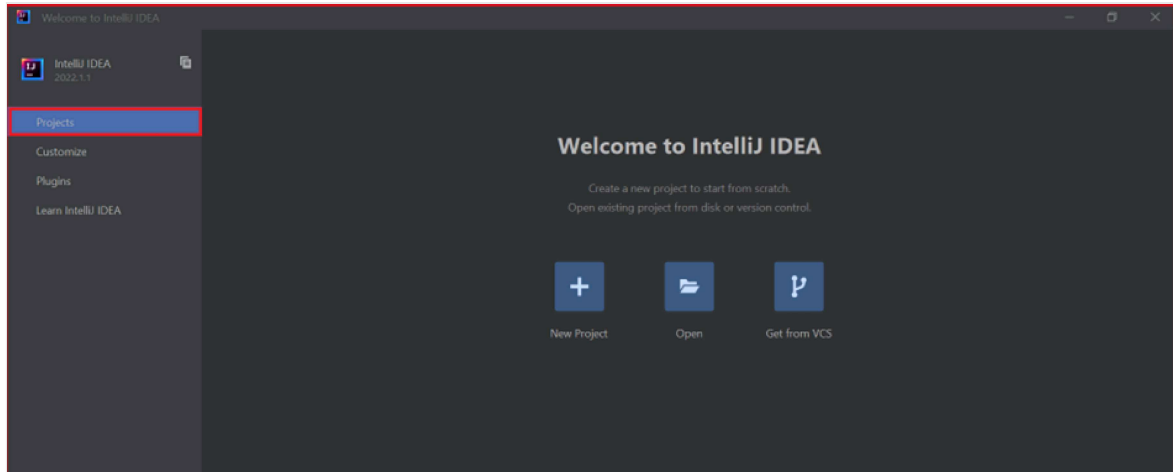 Welcome to IntelliJ IDEA
IntelliJ IDEA
2022.1.1
Projects
Customize
Plugins
Learn IntelliJ IDEA
Welcome to IntelliJ IDEA
Create a new project to start from scratch.
Open existing project from disk or version control.
New Project
Open
Get from VCS